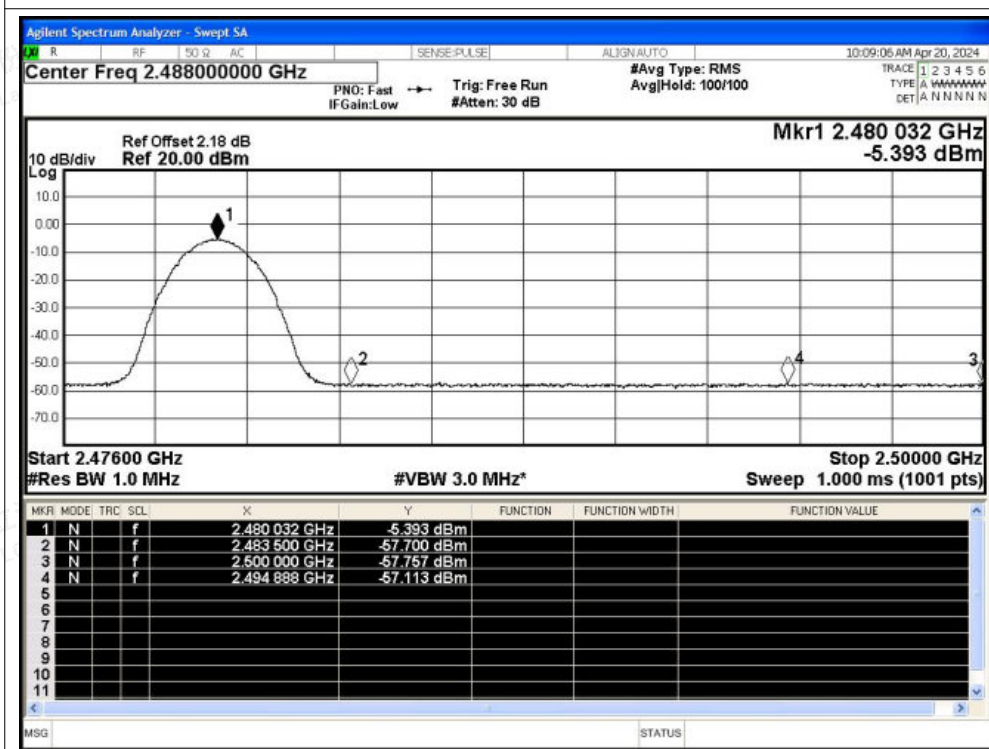 Agilent Spectrum Analyzer - Swept SA
LXI R RF 50 Ω AC SENSE:PULSE ALIGNAUTO 10:09:06 AM Apr 20, 2024
Center Freq 2.488000000 GHz
PNO: Fast
IFGain:Low
Trig: Free Run
#Atten: 30 dB
#Avg Type: RMS
Avg|Hold: 100/100
TRACE 1 2 3 4 5 6
TYPE A WWWWW
DET A N N N N N
Ref Offset 2.18 dB
10 dB/div Ref 20.00 dBm
Log
Mkr1 2.480 032 GHz
-5.393 dBm
10.0
0.00
-10.0
-20.0
-30.0
-40.0
-50.0
-60.0
-70.0
1
2
4
3
Start 2.47600 GHz Stop 2.50000 GHz
#Res BW 1.0 MHz #VBW 3.0 MHz* Sweep 1.000 ms (1001 pts)
MKR MODE TRC SCL X Y FUNCTION FUNCTION WIDTH FUNCTION VALUE
1 N f 2.480 032 GHz -5.393 dBm
2 N f 2.483 500 GHz -57.700 dBm
3 N f 2.500 000 GHz -57.757 dBm
4 N f 2.494 888 GHz -57.113 dBm
5
6
7
8
9
10
11
MSG STATUS